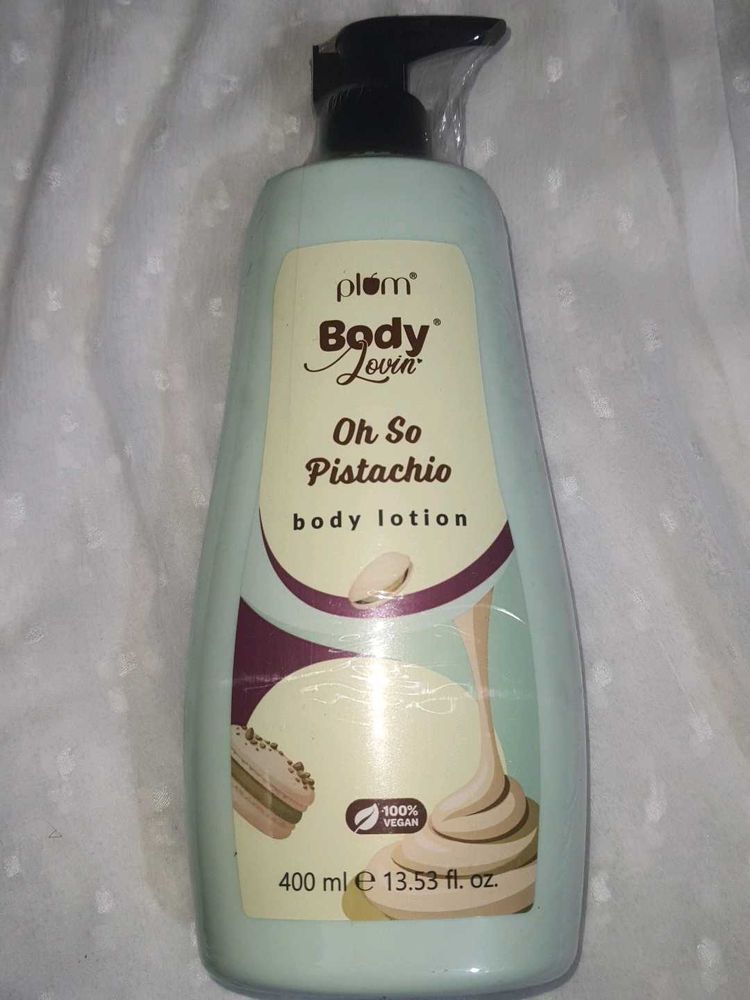 plum®
Body®
Lovin'
Oh So
Pistachio
body lotion
100%
VEGAN
400 ml ℮ 13.53 fl. oz.